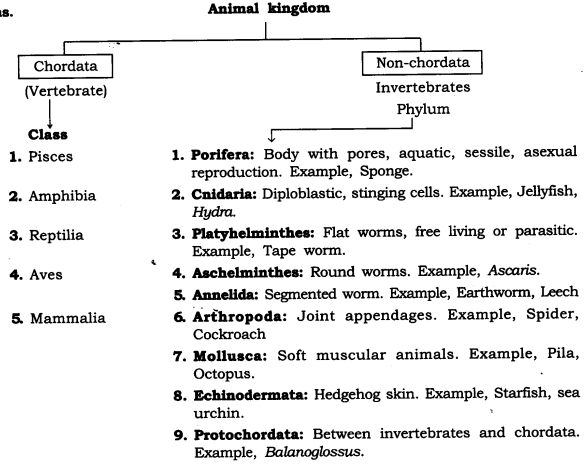 ns.
Animal kingdom
Chordata
(Vertebrate)
Class
1. Pisces
2. Amphibia
3. Reptilia
4. Aves
5. Mammalia
Non-chordata
Invertebrates
Phylum
1. Porifera: Body with pores, aquatic, sessile, asexual
reproduction. Example, Sponge.
2. Cnidaria: Diploblastic, stinging cells. Example, Jellyfish,
Hydra.
3. Platyhelminthes: Flat worms, free living or parasitic.
Example, Tape worm.
4. Aschelminthes: Round worms. Example, Ascaris.
5. Annelida: Segmented worm. Example, Earthworm, Leech
6. Arthropoda: Joint appendages. Example, Spider,
Cockroach
7. Mollusca: Soft muscular animals. Example, Pila,
Octopus.
8. Echinodermata: Hedgehog skin. Example, Starfish, sea
urchin.
9. Protochordata: Between invertebrates and chordata.
Example, Balanoglossus.